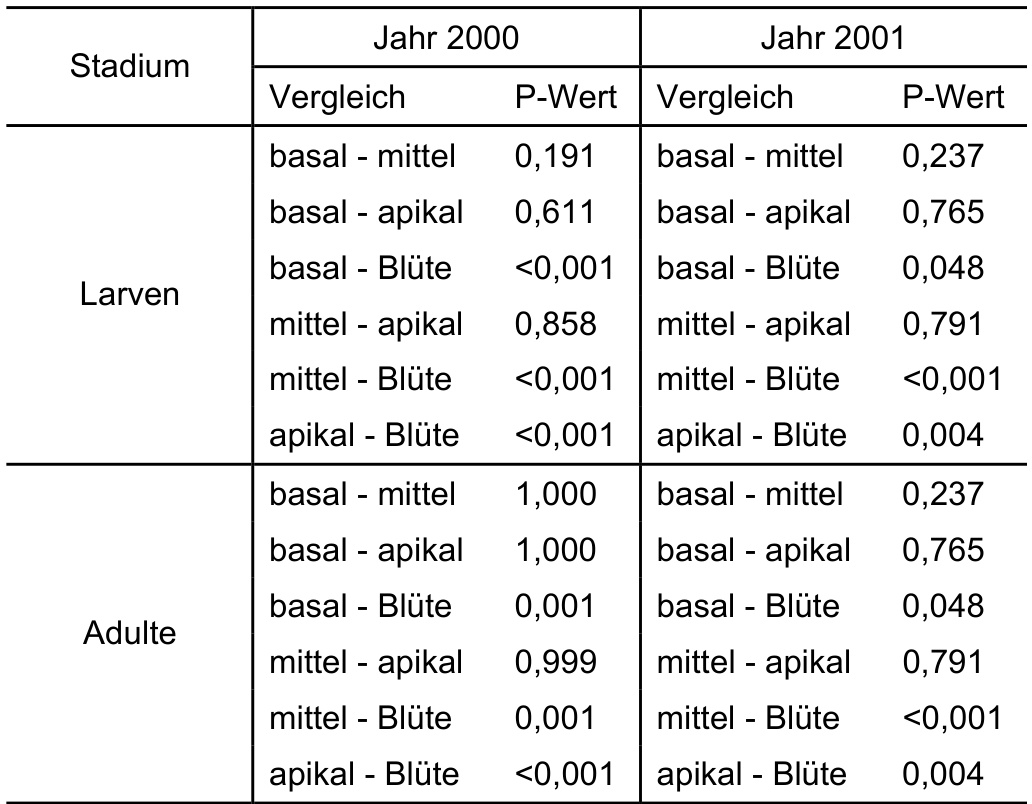 Stadium Jahr 2000 Jahr 2001
Vergleich P-Wert Vergleich P-Wert
Larven
basal - mittel 0,191 basal - mittel 0,237
basal - apikal 0,611 basal - apikal 0,765
basal - Blüte <0,001 basal - Blüte 0,048
mittel - apikal 0,858 mittel - apikal 0,791
mittel - Blüte <0,001 mittel - Blüte <0,001
apikal - Blüte <0,001 apikal - Blüte 0,004
Adulte
basal - mittel 1,000 basal - mittel 0,237
basal - apikal 1,000 basal - apikal 0,765
basal - Blüte 0,001 basal - Blüte 0,048
mittel - apikal 0,999 mittel - apikal 0,791
mittel - Blüte 0,001 mittel - Blüte <0,001
apikal - Blüte <0,001 apikal - Blüte 0,004